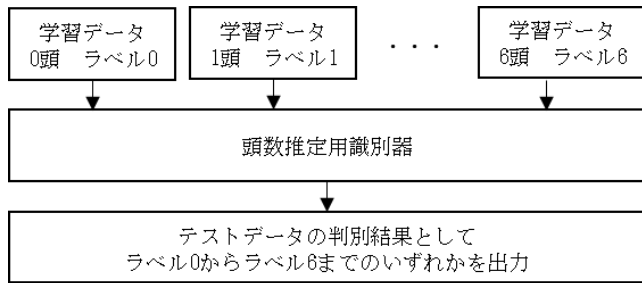 学習データ
0頭　ラベル0
学習データ
1頭　ラベル1
・・・
学習データ
6頭　ラベル6
頭数推定用識別器
テストデータの判別結果として
ラベル0からラベル6までのいずれかを出力